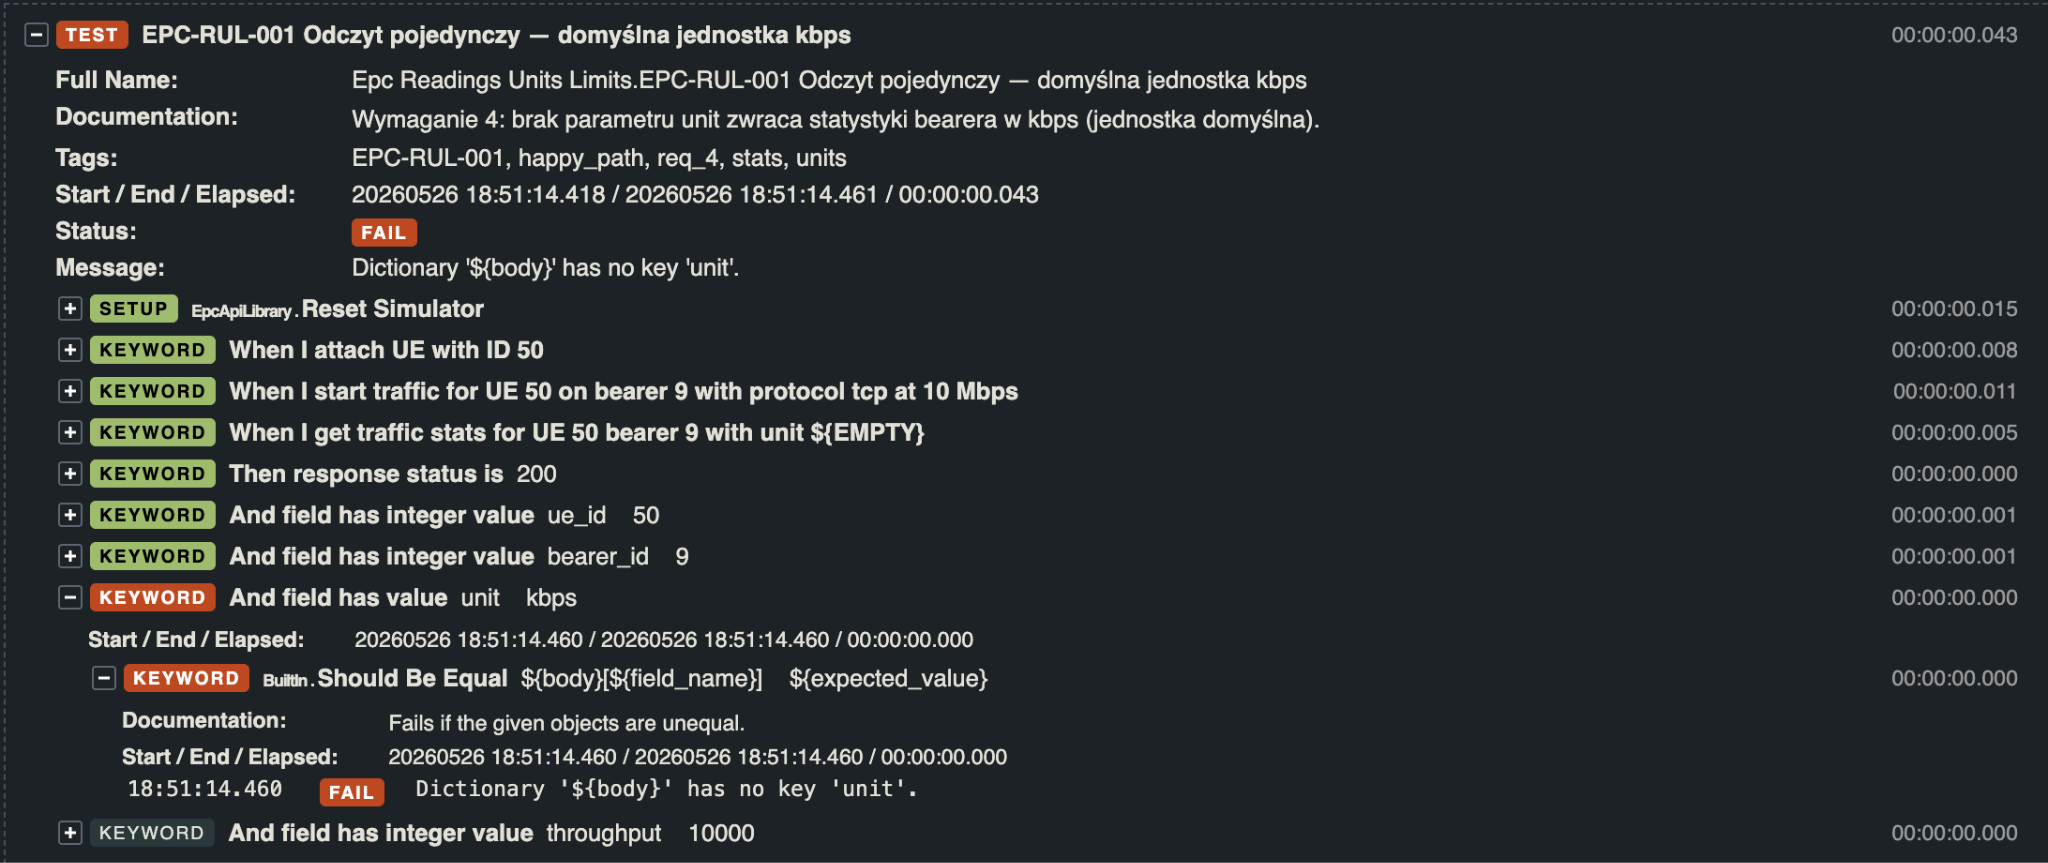 − TEST EPC-RUL-001 Odczyt pojedynczy — domyślna jednostka kbps 00:00:00.043
Full Name: Epc Readings Units Limits.EPC-RUL-001 Odczyt pojedynczy — domyślna jednostka kbps
Documentation: Wymaganie 4: brak parametru unit zwraca statystyki bearera w kbps (jednostka domyślna).
Tags: EPC-RUL-001, happy_path, req_4, stats, units
Start / End / Elapsed: 20260526 18:51:14.418 / 20260526 18:51:14.461 / 00:00:00.043
Status: FAIL
Message: Dictionary '${body}' has no key 'unit'.
+ SETUP EpcApiLibrary.Reset Simulator 00:00:00.015
+ KEYWORD When I attach UE with ID 50 00:00:00.008
+ KEYWORD When I start traffic for UE 50 on bearer 9 with protocol tcp at 10 Mbps 00:00:00.011
+ KEYWORD When I get traffic stats for UE 50 bearer 9 with unit ${EMPTY} 00:00:00.005
+ KEYWORD Then response status is 200 00:00:00.000
+ KEYWORD And field has integer value ue_id 50 00:00:00.001
+ KEYWORD And field has integer value bearer_id 9 00:00:00.001
− KEYWORD And field has value unit kbps 00:00:00.000
Start / End / Elapsed: 20260526 18:51:14.460 / 20260526 18:51:14.460 / 00:00:00.000
− KEYWORD BuiltIn.Should Be Equal ${body}[${field_name}] ${expected_value} 00:00:00.000
Documentation: Fails if the given objects are unequal.
Start / End / Elapsed: 20260526 18:51:14.460 / 20260526 18:51:14.460 / 00:00:00.000
18:51:14.460 FAIL Dictionary '${body}' has no key 'unit'.
+ KEYWORD And field has integer value throughput 10000 00:00:00.000